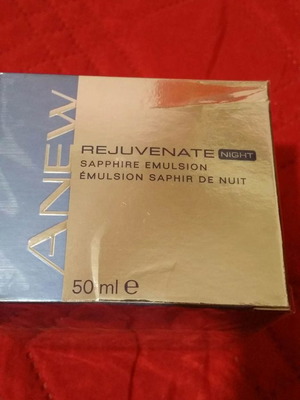 ANEW
REJUVENATE NIGHT
SAPPHIRE EMULSION
ÉMULSION SAPHIR DE NUIT
50 ml e